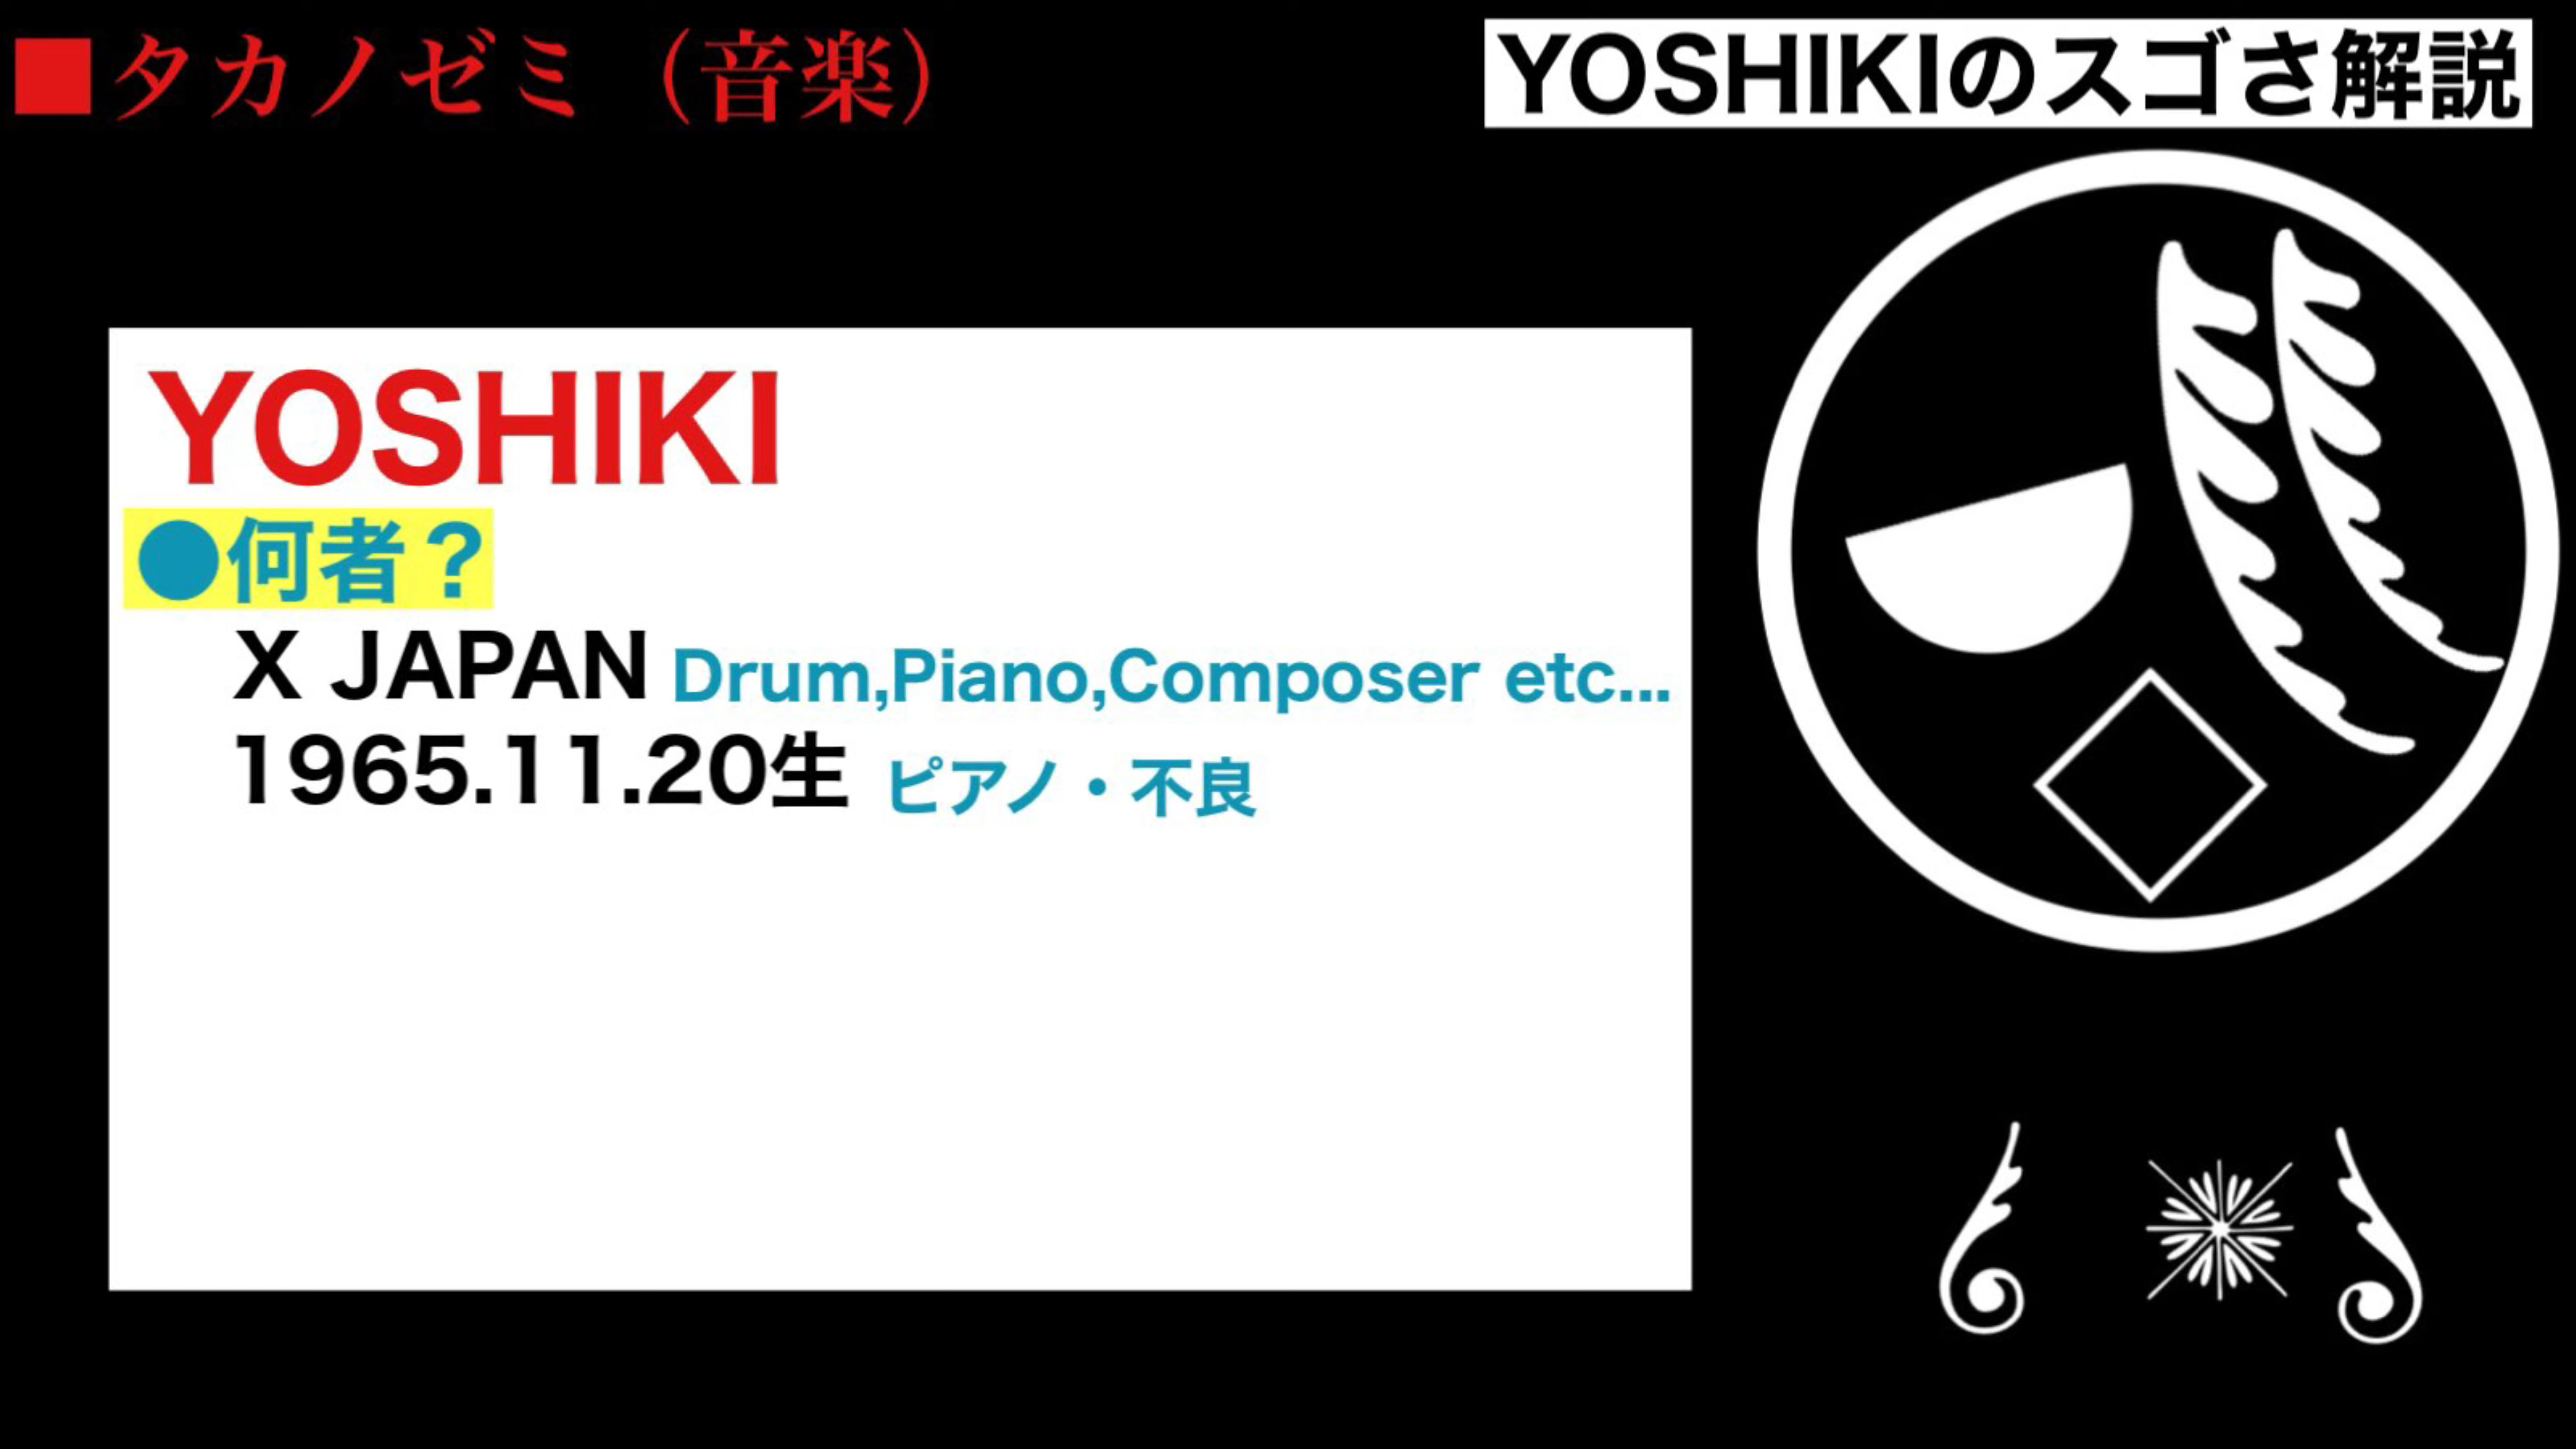 ■タカノゼミ（音楽）
YOSHIKIのスゴさ解説
YOSHIKI
●何者？
X JAPAN Drum,Piano,Composer etc...
1965.11.20生 ピアノ・不良